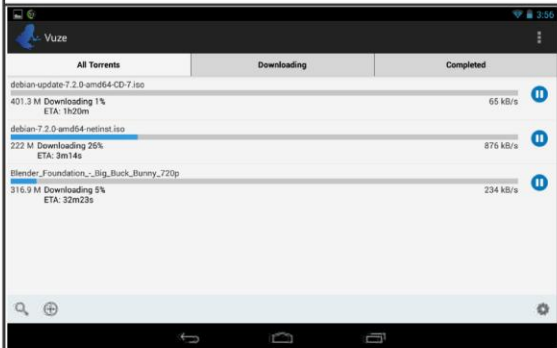 3:56
Vuze
All Torrents Downloading Completed
debian-update-7.2.0-amd64-CD-7.iso
401.3 M Downloading 1% 65 kB/s
ETA: 1h20m
debian-7.2.0-amd64-netinst.iso
222 M Downloading 26% 876 kB/s
ETA: 3m14s
Blender_Foundation_-_Big_Buck_Bunny_720p
316.9 M Downloading 5% 234 kB/s
ETA: 32m23s